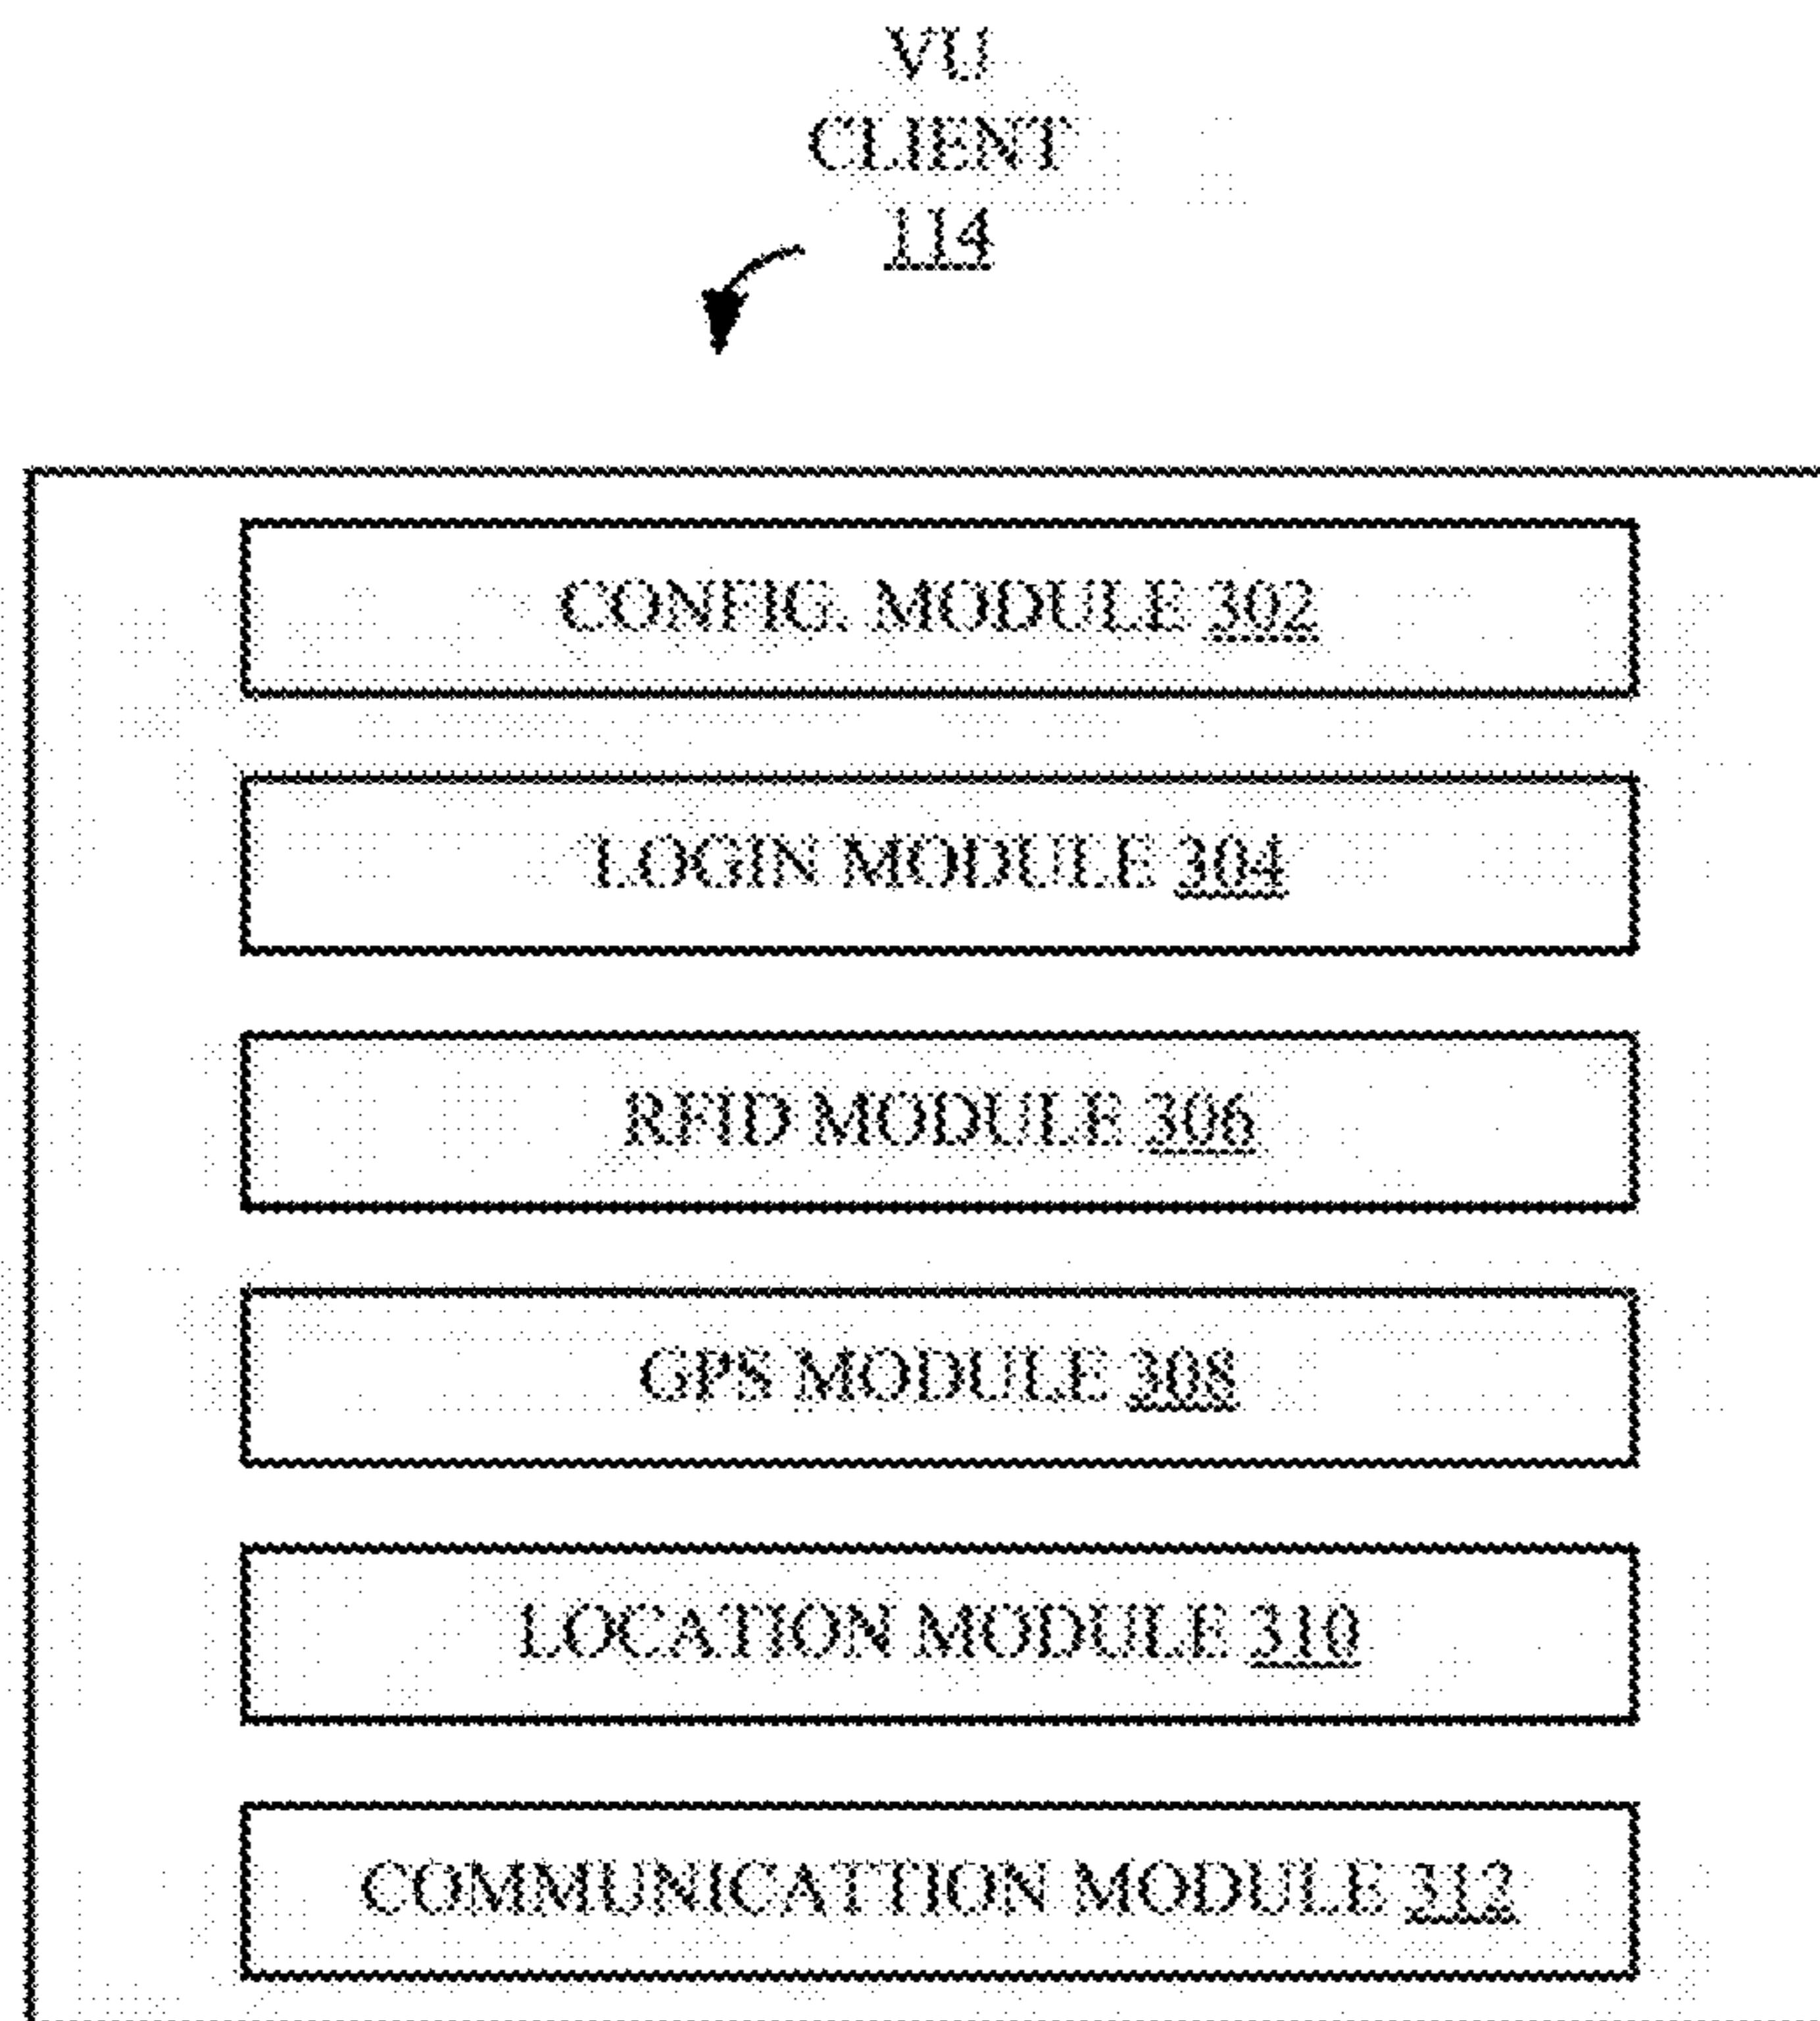 VU
CLIENT
114
CONFIG. MODULE 302
LOGIN MODULE 304
RFID MODULE 306
GPS MODULE 308
LOCATION MODULE 310
COMMUNICATTION MODULE 312